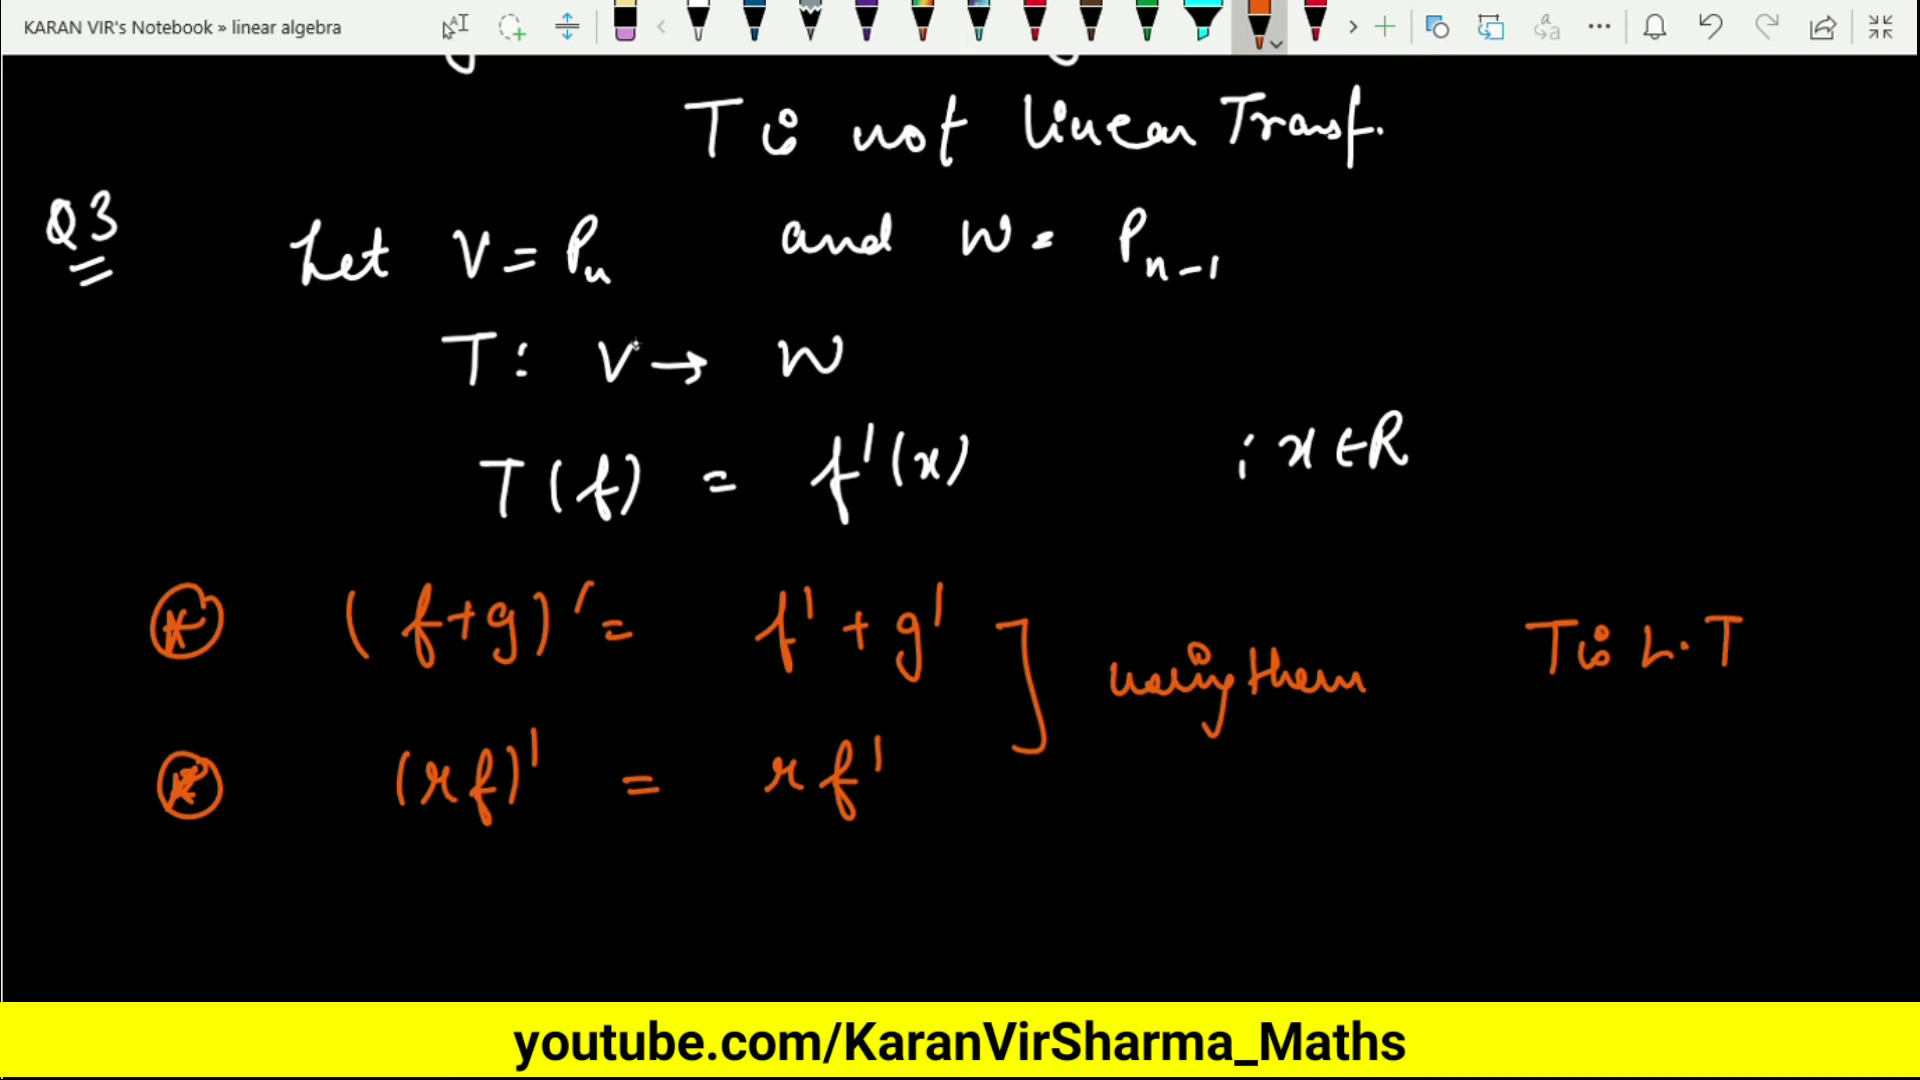 KARAN VIR's Notebook » linear algebra
T is not linear Transf.
Q3 Let V = Pn and W = Pn-1
T: V → W
T(f) = f'(x) ; x ∈ R
(f+g)' = f' + g' ] using them T is L.T
(rf)' = rf'
youtube.com/KaranVirSharma_Maths